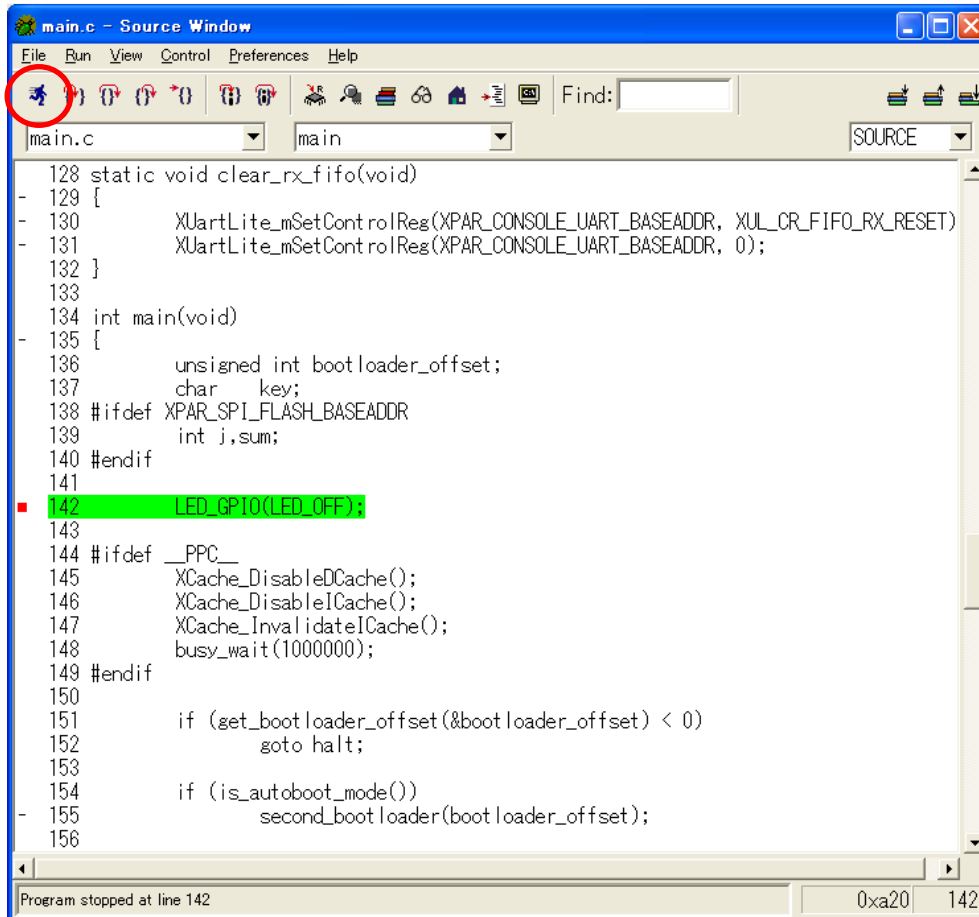 main.c - Source Window
File Run View Control Preferences Help
Find:
main.c main SOURCE
128 static void clear_rx_fifo(void)
- 129 {
- 130 XUartLite_mSetControlReg(XPAR_CONSOLE_UART_BASEADDR, XUL_CR_FIFO_RX_RESET)
- 131 XUartLite_mSetControlReg(XPAR_CONSOLE_UART_BASEADDR, 0);
132 }
133
134 int main(void)
- 135 {
136 unsigned int bootloader_offset;
137 char key;
138 #ifdef XPAR_SPI_FLASH_BASEADDR
139 int j,sum;
140 #endif
141
142 LED_GPIO(LED_OFF);
143
144 #ifdef __PPC__
145 XCache_DisableDCache();
146 XCache_DisableICache();
147 XCache_InvalidateICache();
148 busy_wait(1000000);
149 #endif
150
151 if (get_bootloader_offset(&bootloader_offset) < 0)
152 goto halt;
153
154 if (is_autoboot_mode())
- 155 second_bootloader(bootloader_offset);
156
Program stopped at line 142 0xa20 142